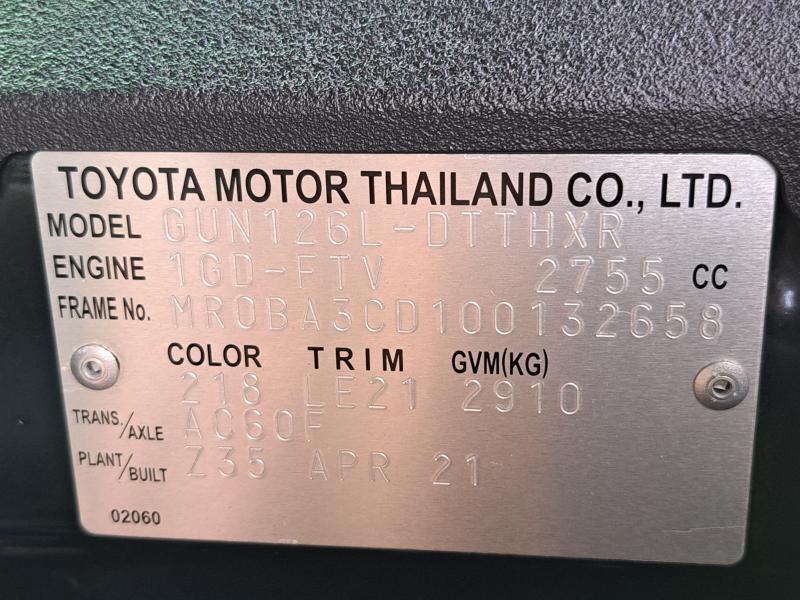 TOYOTA MOTOR THAILAND CO., LTD.
MODEL GUN126L-DTTHXR
ENGINE 1GD-FTV 2755 CC
FRAME No. MR0BA3CD100132658
COLOR TRIM GVM(KG)
218 LE21 2910
TRANS./AXLE AC60F
PLANT/BUILT Z35 APR 21
02060